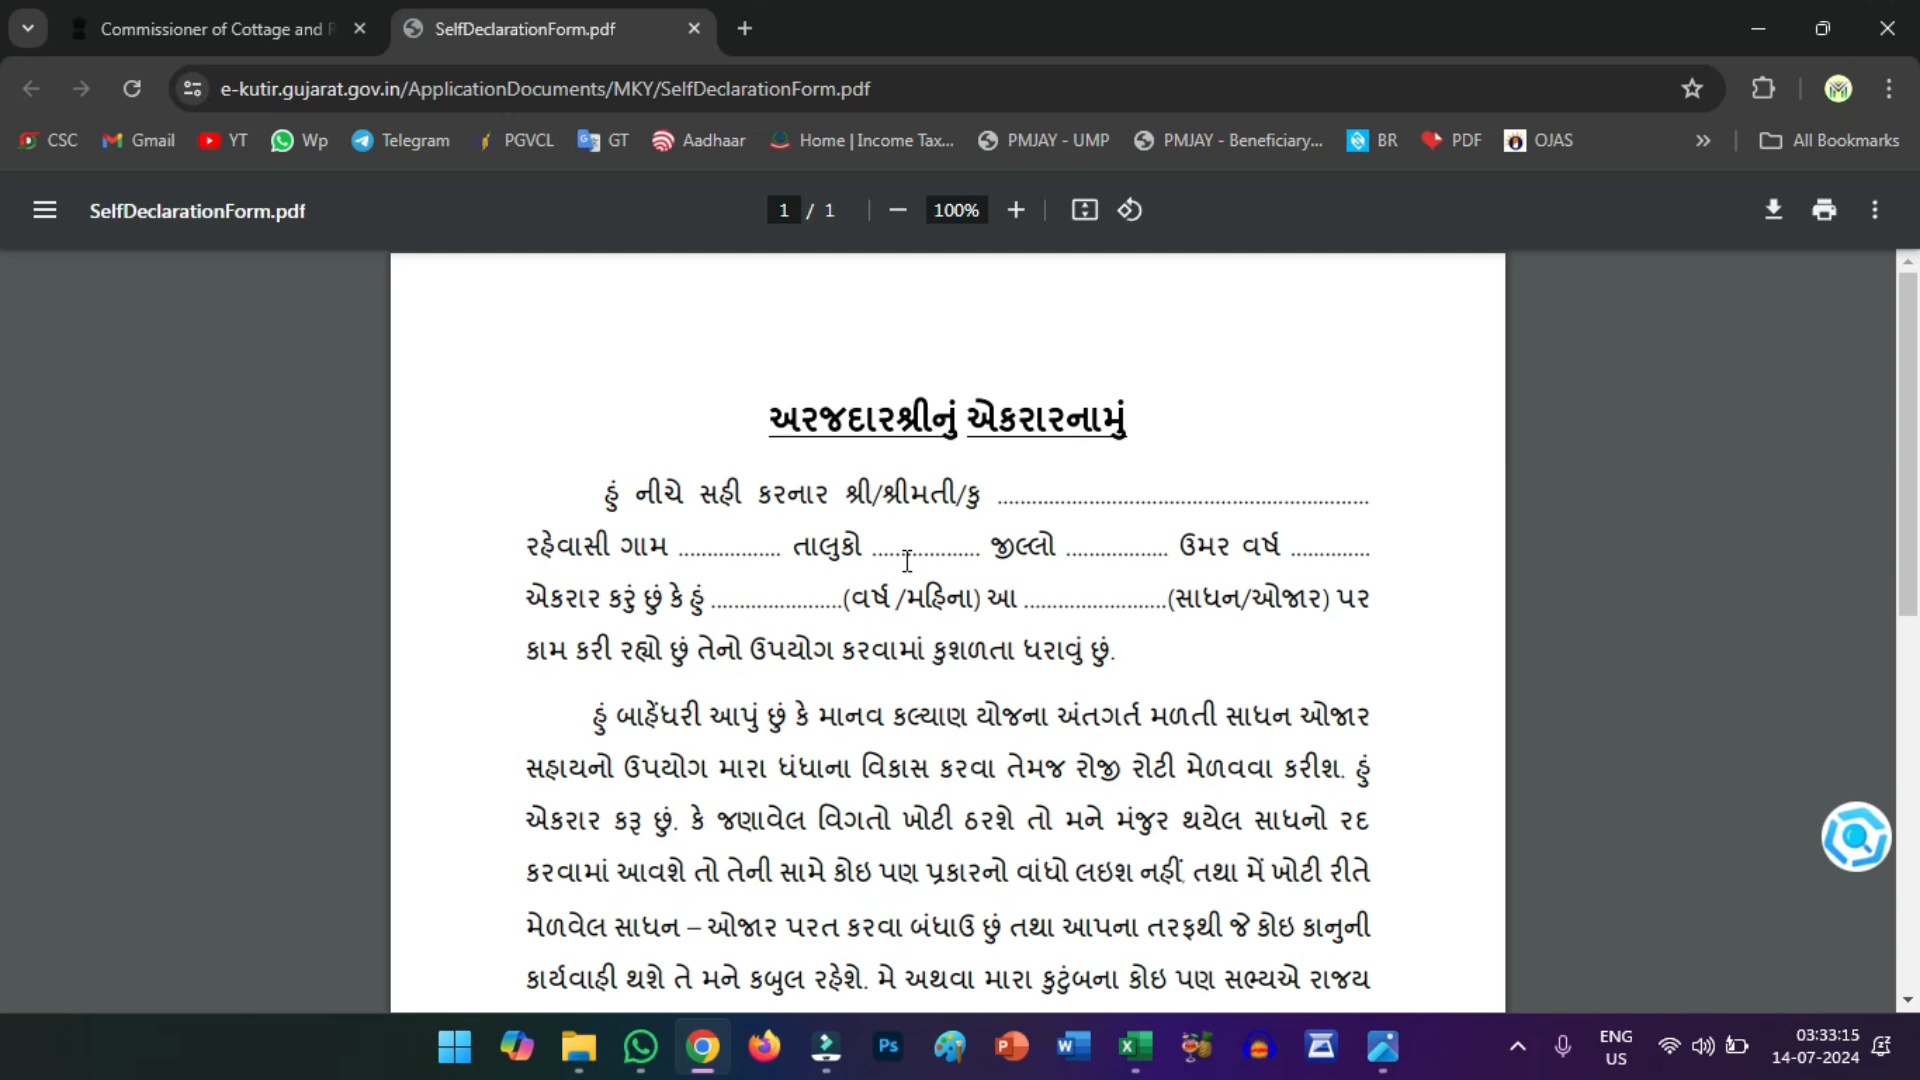 Commissioner of Cottage and R
SelfDeclarationForm.pdf
e-kutir.gujarat.gov.in/ApplicationDocuments/MKY/SelfDeclarationForm.pdf
CSC Gmail YT Wp Telegram PGVCL GT Aadhaar Home | Income Tax... PMJAY - UMP PMJAY - Beneficiary... BR PDF OJAS All Bookmarks
SelfDeclarationForm.pdf 1 / 1 100%
અરજદારશ્રીનું એકરારનામું
હું નીચે સહી કરનાર શ્રી/શ્રીમતી/કુ .................................................................
રહેવાસી ગામ .................. તાલુકો ................... જીલ્લો .................. ઉમર વર્ષ ..............
એકરાર કરું છું કે હું .......................(વર્ષ /મહિના) આ .........................(સાધન/ઓજાર) પર
કામ કરી રહ્યો છું તેનો ઉપયોગ કરવામાં કુશળતા ધરાવું છું.
હું બાહેંધરી આપું છું કે માનવ કલ્યાણ યોજના અંતગર્ત મળતી સાધન ઓજાર
સહાયનો ઉપયોગ મારા ધંધાના વિકાસ કરવા તેમજ રોજી રોટી મેળવવા કરીશ. હું
એકરાર કરૂ છું. કે જણાવેલ વિગતો ખોટી ઠરશે તો મને મંજુર થયેલ સાધનો રદ
કરવામાં આવશે તો તેની સામે કોઇ પણ પ્રકારનો વાંધો લઇશ નહીં, તથા મેં ખોટી રીતે
મેળવેલ સાધન – ઓજાર પરત કરવા બંધાઉ છું તથા આપના તરફથી જે કોઇ કાનુની
કાર્યવાહી થશે તે મને કબુલ રહેશે. મે અથવા મારા કુટુંબના કોઇ પણ સભ્યએ રાજય
Ps
ENG
US
03:33:15
14-07-2024